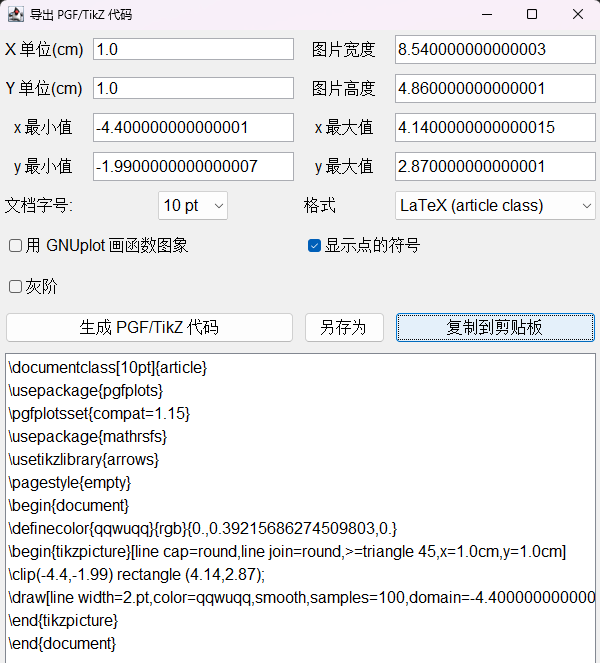 导出 PGF/TikZ 代码
X 单位(cm) 1.0 图片宽度 8.540000000000003
Y 单位(cm) 1.0 图片高度 4.860000000000001
x 最小值 -4.400000000000001 x 最大值 4.1400000000000015
y 最小值 -1.9900000000000007 y 最大值 2.870000000000001
文档字号: 10 pt 格式 LaTeX (article class)
用 GNUplot 画函数图象 显示点的符号
灰阶
生成 PGF/TikZ 代码 另存为 复制到剪贴板
\documentclass[10pt]{article}
\usepackage{pgfplots}
\pgfplotsset{compat=1.15}
\usepackage{mathrsfs}
\usetikzlibrary{arrows}
\pagestyle{empty}
\begin{document}
\definecolor{qqwuqq}{rgb}{0.,0.39215686274509803,0.}
\begin{tikzpicture}[line cap=round,line join=round,>=triangle 45,x=1.0cm,y=1.0cm]
\clip(-4.4,-1.99) rectangle (4.14,2.87);
\draw[line width=2.pt,color=qqwuqq,smooth,samples=100,domain=-4.400000000000
\end{tikzpicture}
\end{document}